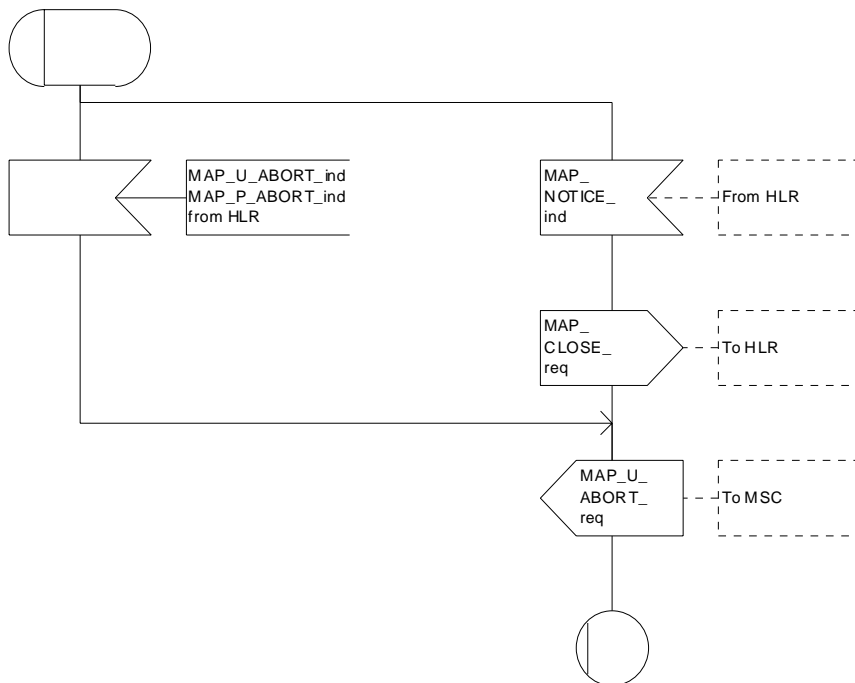 MAP_U_ABORT_ind
MAP_P_ABORT_ind
from HLR
MAP_
NOTICE_
ind
From HLR
MAP_
CLOSE_
req
To HLR
MAP_U_
ABORT_
req
To MSC